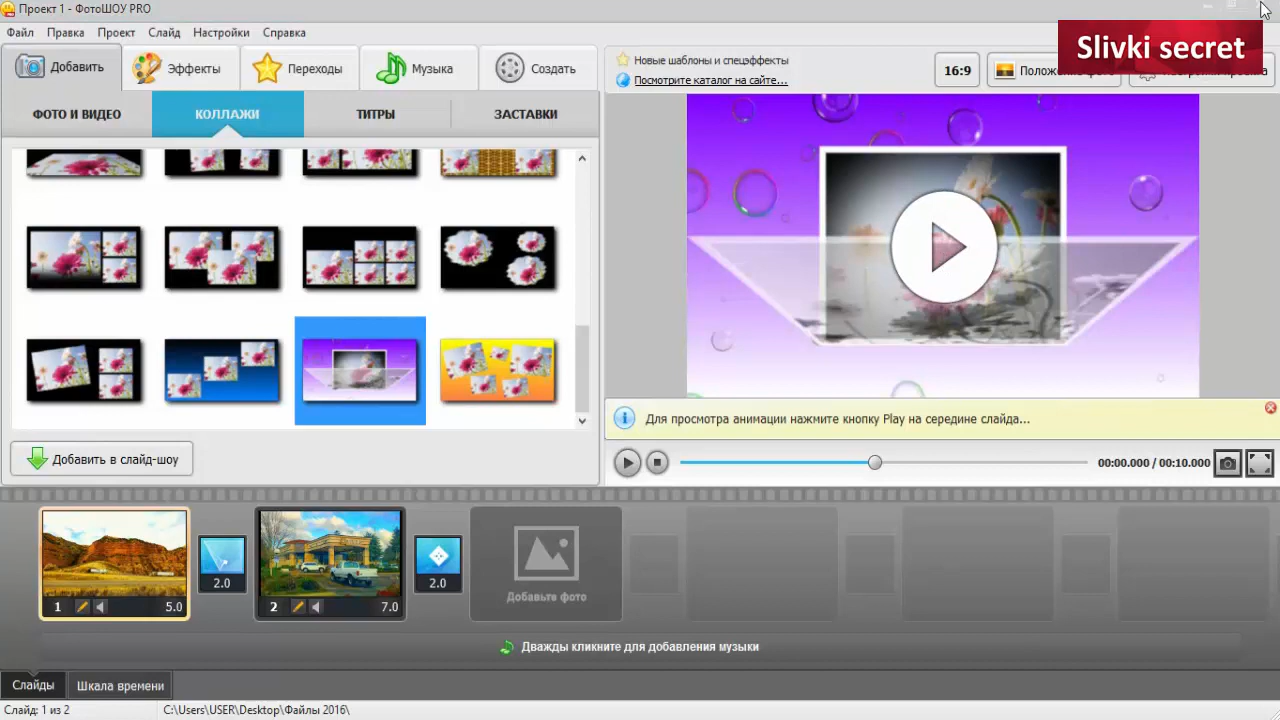 Проект 1 - ФотоШОУ PRO
Файл Правка Проект Слайд Настройки Справка
Slivki secret
Добавить Эффекты Переходы Музыка Создать
Новые шаблоны и спецэффекты
Посмотрите каталог на сайте...
16:9
ФОТО И ВИДЕО КОЛЛАЖИ ТИТРЫ ЗАСТАВКИ
Для просмотра анимации нажмите кнопку Play на середине слайда...
Добавить в слайд-шоу
00:00.000 / 00:10.000
Добавьте фото
1 5.0
2.0
2 7.0
2.0
Дважды кликните для добавления музыки
Слайды Шкала времени
Слайд: 1 из 2
C:\Users\USER\Desktop\Файлы 2016\